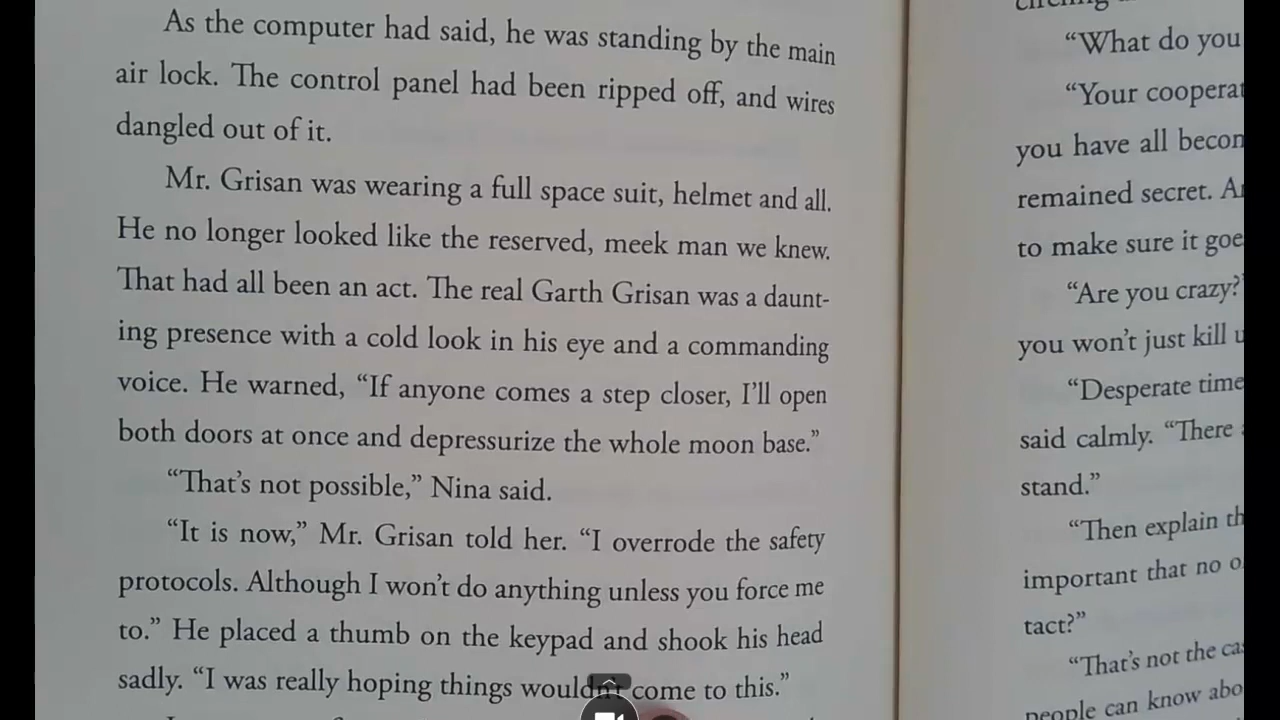 As the computer had said, he was standing by the main
air lock. The control panel had been ripped off, and wires
dangled out of it.
Mr. Grisan was wearing a full space suit, helmet and all.
He no longer looked like the reserved, meek man we knew.
That had all been an act. The real Garth Grisan was a daunt-
ing presence with a cold look in his eye and a commanding
voice. He warned, “If anyone comes a step closer, I’ll open
both doors at once and depressurize the whole moon base.”
“That’s not possible,” Nina said.
“It is now,” Mr. Grisan told her. “I overrode the safety
protocols. Although I won’t do anything unless you force me
to.” He placed a thumb on the keypad and shook his head
sadly. “I was really hoping things wouldn’t come to this.”
“What do you
“Your cooperat
you have all becom
remained secret. A
to make sure it goe
“Are you crazy?”
you won’t just kill u
“Desperate time
said calmly. “There
stand.”
“Then explain th
important that no o
tact?”
“That’s not the ca
people can know abo